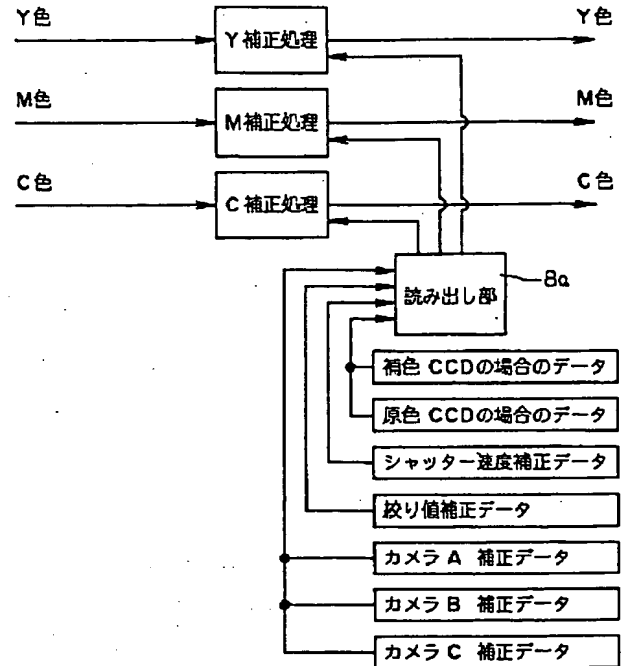 Y色
Y補正処理
Y色
M色
M補正処理
M色
C色
C補正処理
C色
読み出し部
8a
補色CCDの場合のデータ
原色CCDの場合のデータ
シャッター速度補正データ
絞り値補正データ
カメラA 補正データ
カメラB 補正データ
カメラC 補正データ